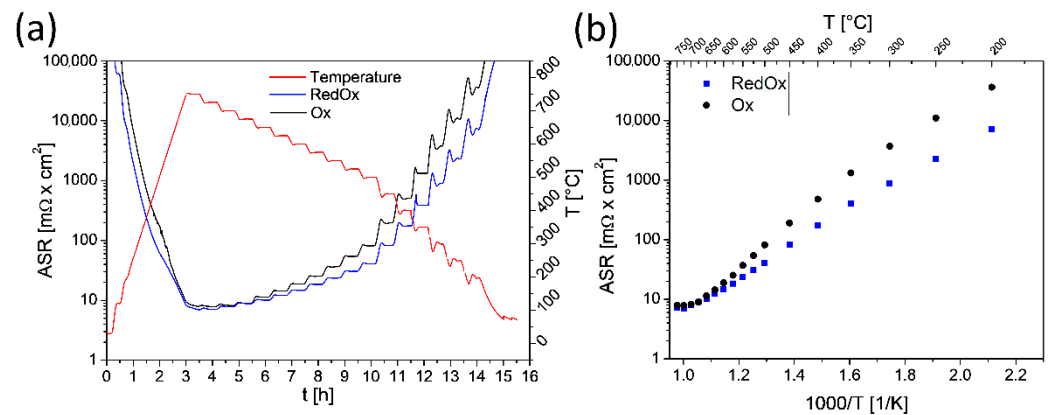 (a)
ASR [mΩ x cm²]
100,000
10,000
1000
100
10
1
Temperature
RedOx
Ox
800
700
600
500
400
300
200
100
0
T [°C]
0 1 2 3 4 5 6 7 8 9 10 11 12 13 14 15 16
t [h]
(b)
T [°C]
750 700 650 600 550 500 450 400 350 300 250 200
ASR [mΩ x cm²]
100,000
10,000
1000
100
10
1
RedOx
Ox
1.0 1.2 1.4 1.6 1.8 2.0 2.2
1000/T [1/K]